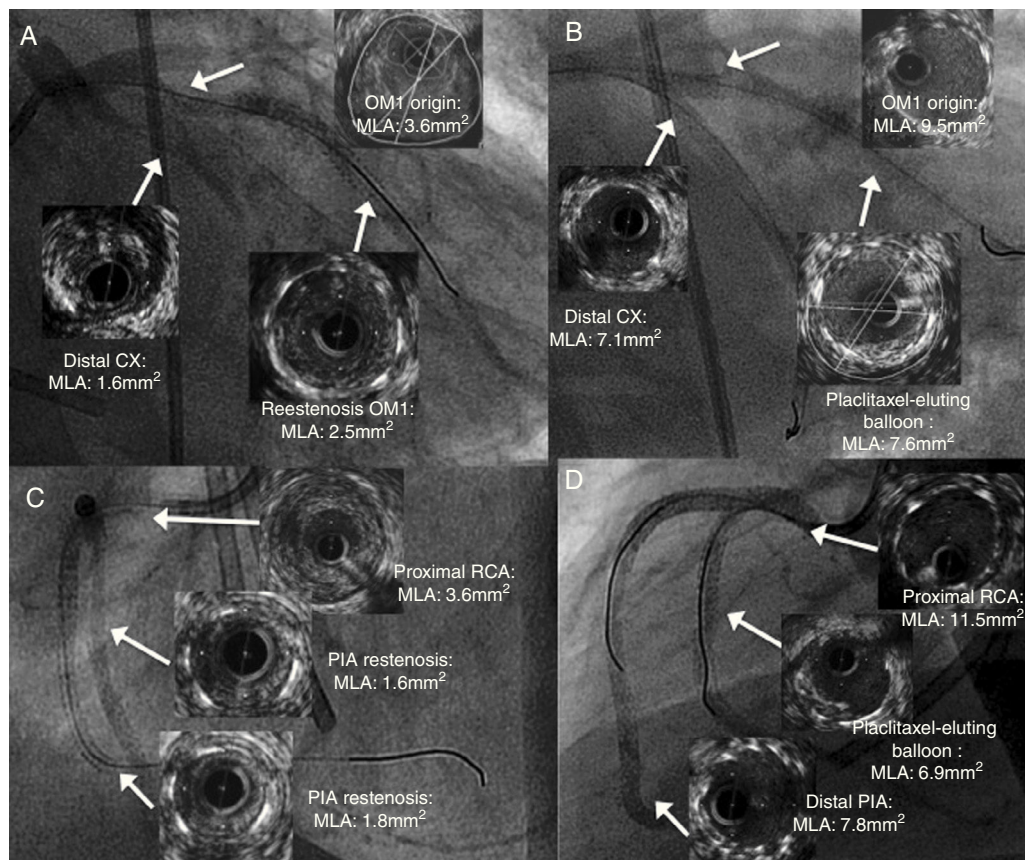 A
OM1 origin:
MLA: 3.6mm²
Distal CX:
MLA: 1.6mm²
Reestenosis OM1:
MLA: 2.5mm²
B
OM1 origin:
MLA: 9.5mm²
Distal CX:
MLA: 7.1mm²
Placlitaxel-eluting
balloon :
MLA: 7.6mm²
C
Proximal RCA:
MLA: 3.6mm²
PIA restenosis:
MLA: 1.6mm²
PIA restenosis:
MLA: 1.8mm²
D
Proximal RCA:
MLA: 11.5mm²
Placlitaxel-eluting
balloon :
MLA: 6.9mm²
Distal PIA:
MLA: 7.8mm²